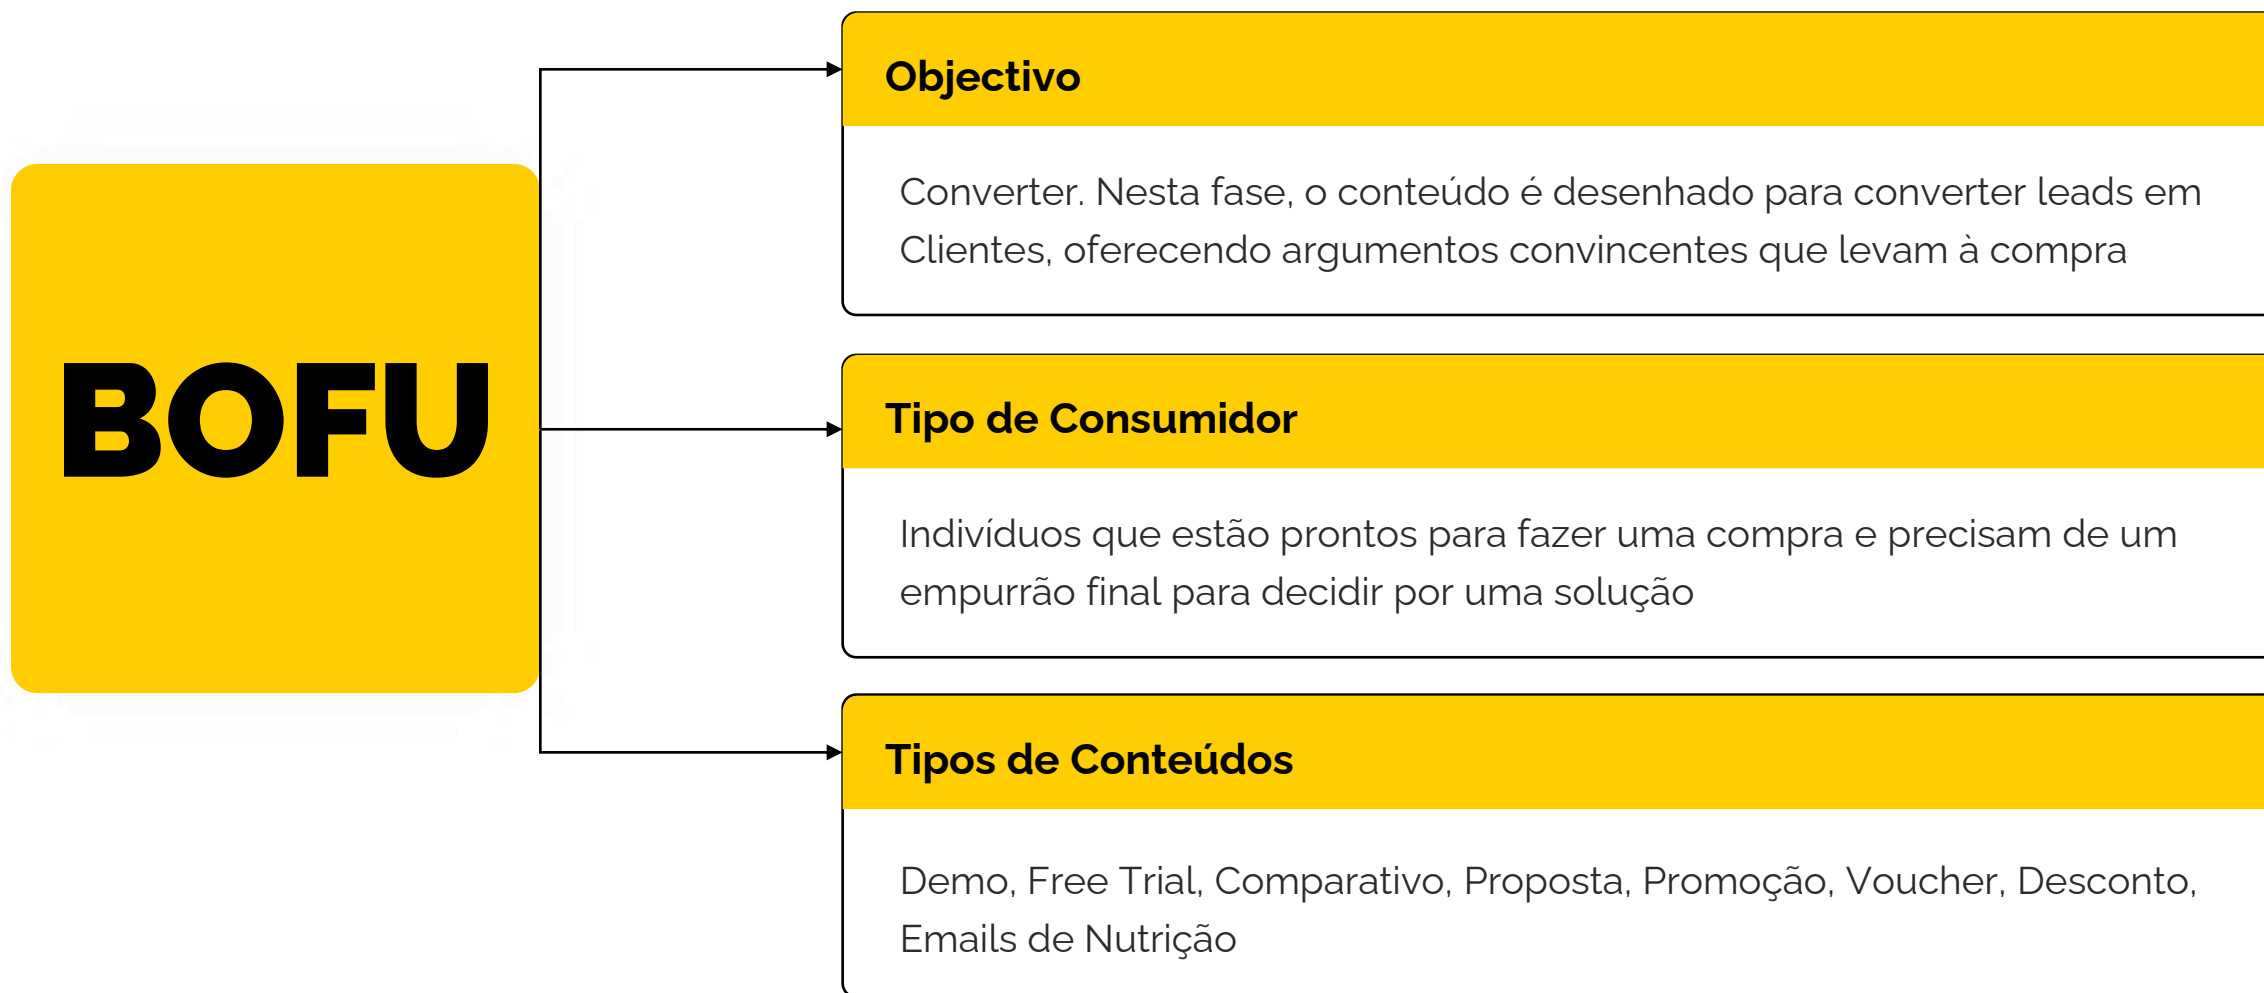 BOFU
Objectivo
Converter. Nesta fase, o conteúdo é desenhado para converter leads em
Clientes, oferecendo argumentos convincentes que levam à compra
Tipo de Consumidor
Indivíduos que estão prontos para fazer uma compra e precisam de um
empurrão final para decidir por uma solução
Tipos de Conteúdos
Demo, Free Trial, Comparativo, Proposta, Promoção, Voucher, Desconto,
Emails de Nutrição